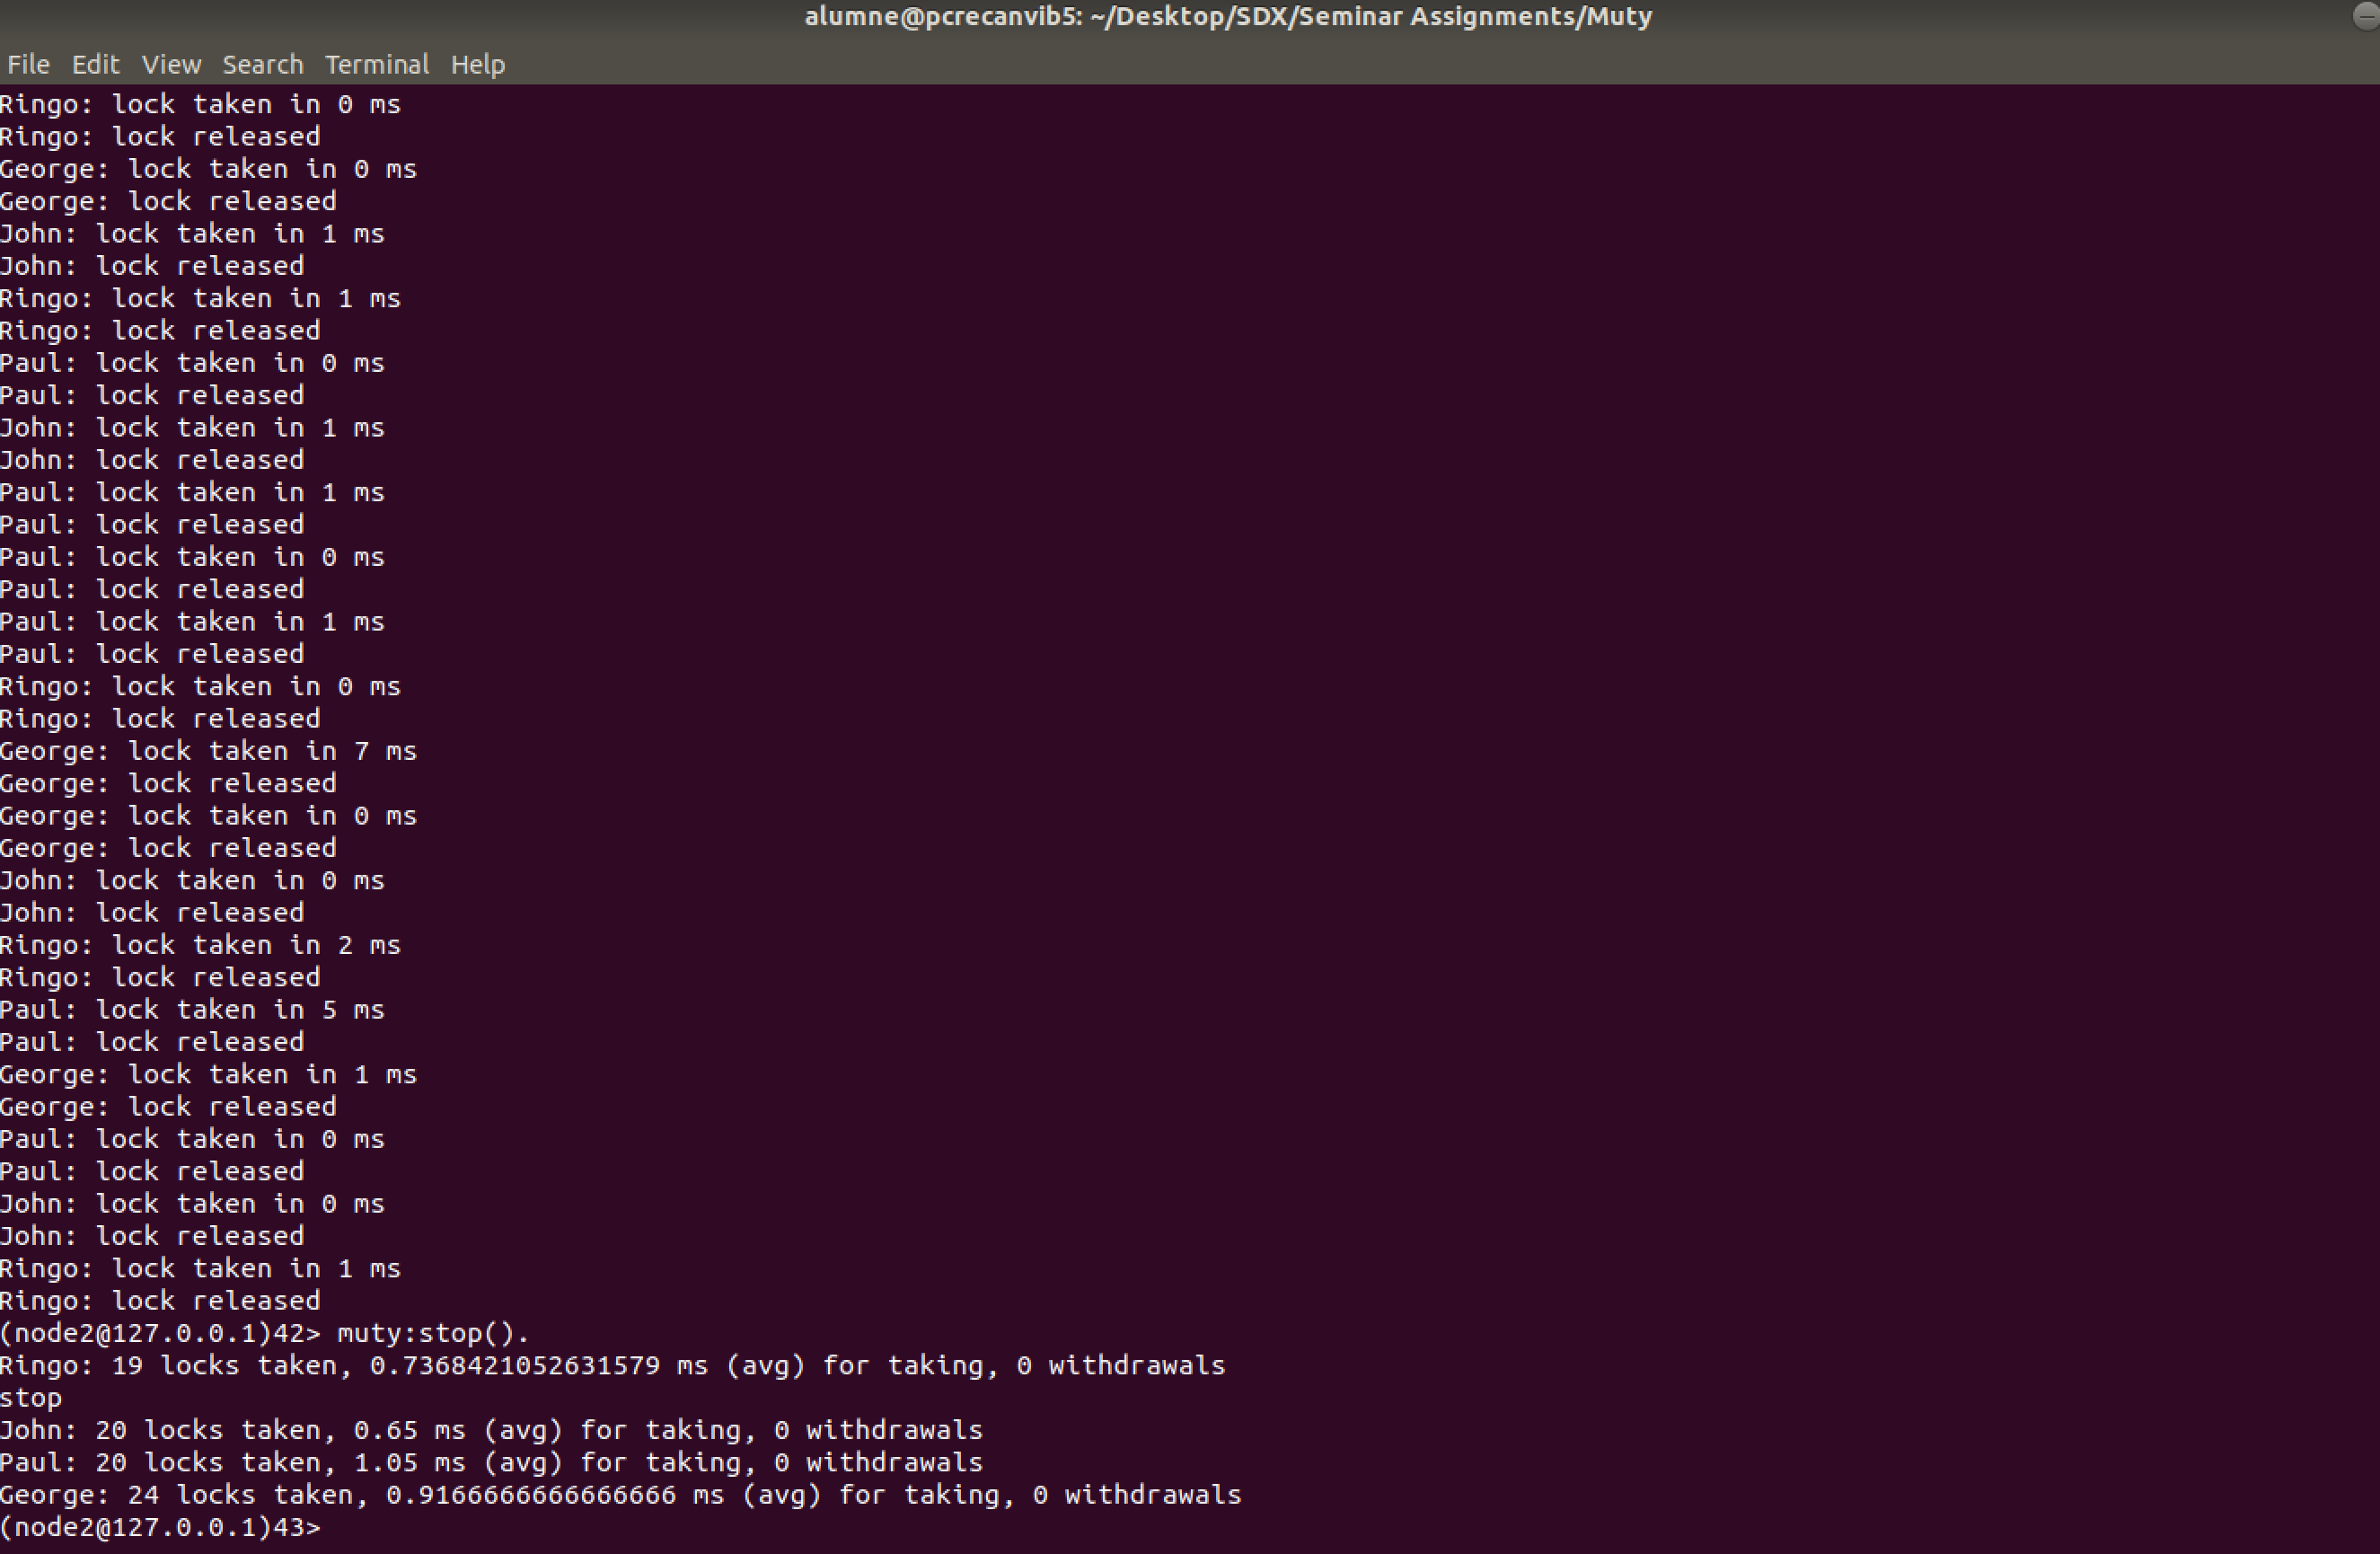 alumne@pcrecanvib5: ~/Desktop/SDX/Seminar Assignments/Muty
File Edit View Search Terminal Help
Ringo: lock taken in 0 ms
Ringo: lock released
George: lock taken in 0 ms
George: lock released
John: lock taken in 1 ms
John: lock released
Ringo: lock taken in 1 ms
Ringo: lock released
Paul: lock taken in 0 ms
Paul: lock released
John: lock taken in 1 ms
John: lock released
Paul: lock taken in 1 ms
Paul: lock released
Paul: lock taken in 0 ms
Paul: lock released
Paul: lock taken in 1 ms
Paul: lock released
Ringo: lock taken in 0 ms
Ringo: lock released
George: lock taken in 7 ms
George: lock released
George: lock taken in 0 ms
George: lock released
John: lock taken in 0 ms
John: lock released
Ringo: lock taken in 2 ms
Ringo: lock released
Paul: lock taken in 5 ms
Paul: lock released
George: lock taken in 1 ms
George: lock released
Paul: lock taken in 0 ms
Paul: lock released
John: lock taken in 0 ms
John: lock released
Ringo: lock taken in 1 ms
Ringo: lock released
(node2@127.0.0.1)42> muty:stop().
Ringo: 19 locks taken, 0.7368421052631579 ms (avg) for taking, 0 withdrawals
stop
John: 20 locks taken, 0.65 ms (avg) for taking, 0 withdrawals
Paul: 20 locks taken, 1.05 ms (avg) for taking, 0 withdrawals
George: 24 locks taken, 0.9166666666666666 ms (avg) for taking, 0 withdrawals
(node2@127.0.0.1)43>